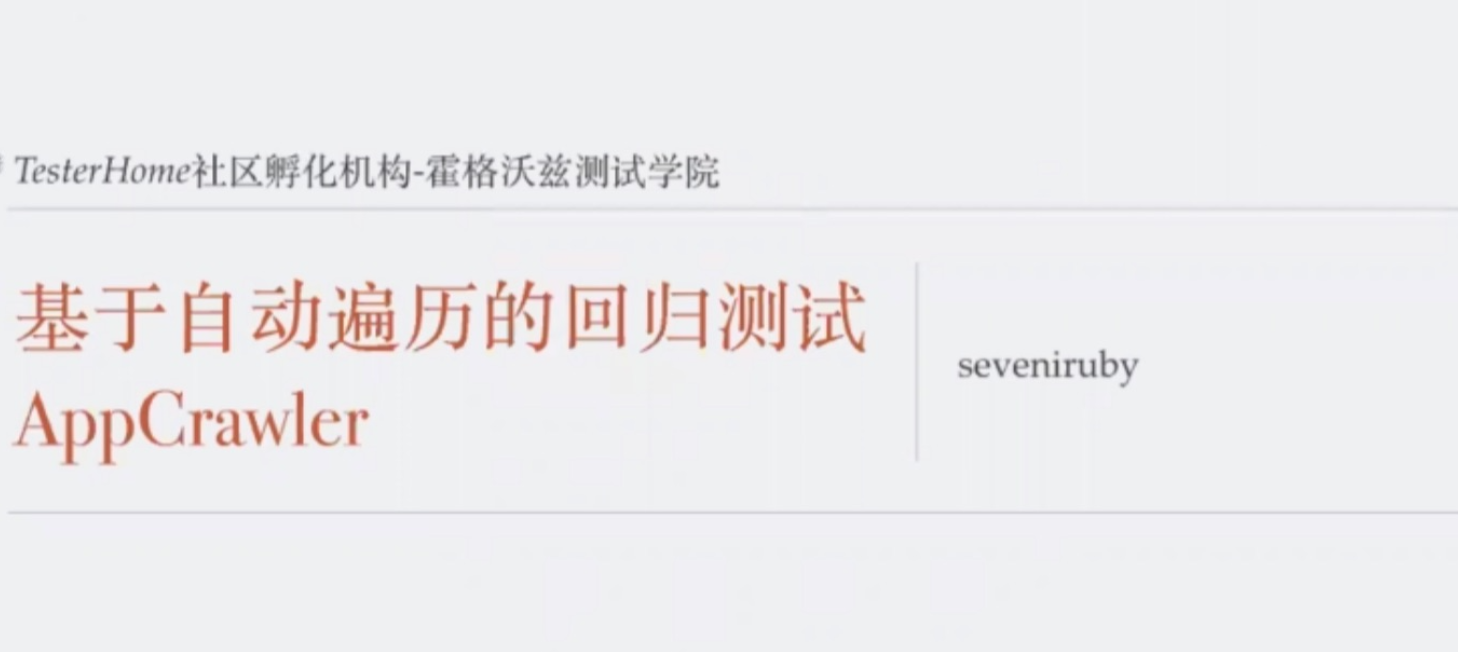 TesterHome社区孵化机构-霍格沃兹测试学院
基于自动遍历的回归测试
AppCrawler
seveniruby